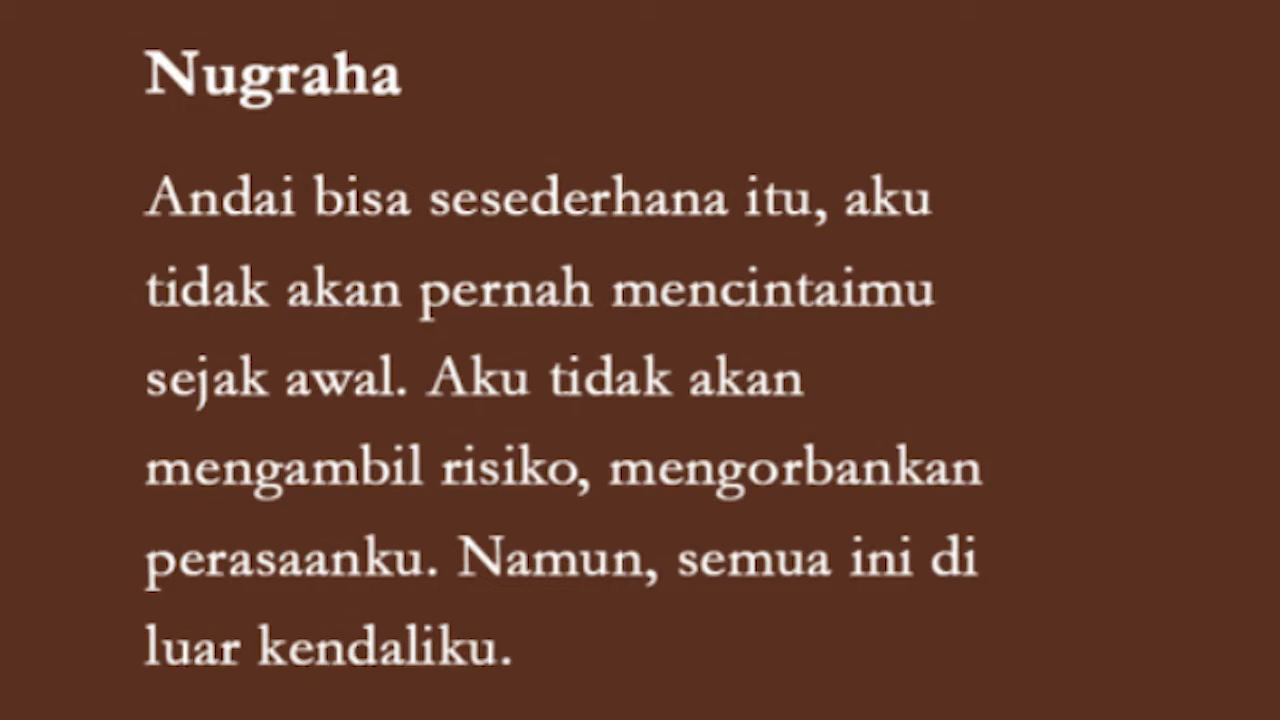 Nugraha
Andai bisa sesederhana itu, aku
tidak akan pernah mencintaimu
sejak awal. Aku tidak akan
mengambil risiko, mengorbankan
perasaanku. Namun, semua ini di
luar kendaliku.